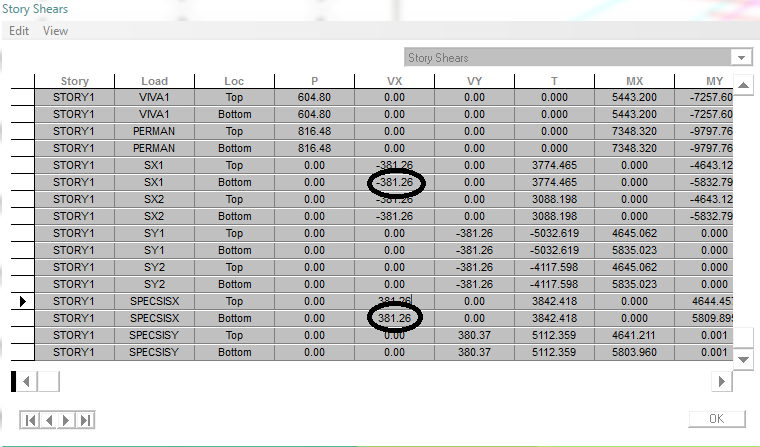 Story Shears
Edit View
Story Shears
Story Load Loc P VX VY T MX MY
STORY1 VIVA1 Top 604.80 0.00 0.00 0.000 5443.200 -7257.60
STORY1 VIVA1 Bottom 604.80 0.00 0.00 0.000 5443.200 -7257.60
STORY1 PERMAN Top 816.48 0.00 0.00 0.000 7348.320 -9797.76
STORY1 PERMAN Bottom 816.48 0.00 0.00 0.000 7348.320 -9797.76
STORY1 SX1 Top 0.00 -381.26 0.00 3774.465 0.000 -4643.12
STORY1 SX1 Bottom 0.00 -381.26 0.00 3774.465 0.000 -5832.79
STORY1 SX2 Top 0.00 -381.26 0.00 3088.198 0.000 -4643.12
STORY1 SX2 Bottom 0.00 -381.26 0.00 3088.198 0.000 -5832.79
STORY1 SY1 Top 0.00 0.00 -381.26 -5032.619 4645.062 0.000
STORY1 SY1 Bottom 0.00 0.00 -381.26 -5032.619 5835.023 0.000
STORY1 SY2 Top 0.00 0.00 -381.26 -4117.598 4645.062 0.000
STORY1 SY2 Bottom 0.00 0.00 -381.26 -4117.598 5835.023 0.000
STORY1 SPECSISX Top 0.00 381.26 0.00 3842.418 0.000 4644.457
STORY1 SPECSISX Bottom 0.00 381.26 0.00 3842.418 0.000 5809.895
STORY1 SPECSISY Top 0.00 0.00 380.37 5112.359 4641.211 0.001
STORY1 SPECSISY Bottom 0.00 0.00 380.37 5112.359 5803.960 0.001
OK